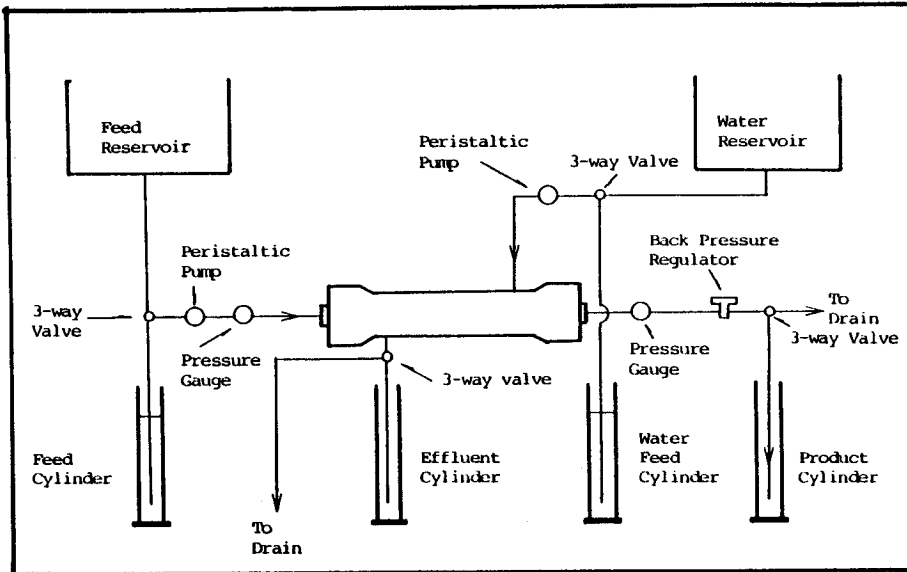 Feed
Reservoir
Water
Reservoir
Peristaltic
Pump
3-way Valve
Peristaltic
Pump
Back Pressure
Regulator
3-way
Valve
Pressure
Gauge
3-way valve
Pressure
Gauge
To
Drain
3-way Valve
Feed
Cylinder
To
Drain
Effluent
Cylinder
Water
Feed
Cylinder
Product
Cylinder